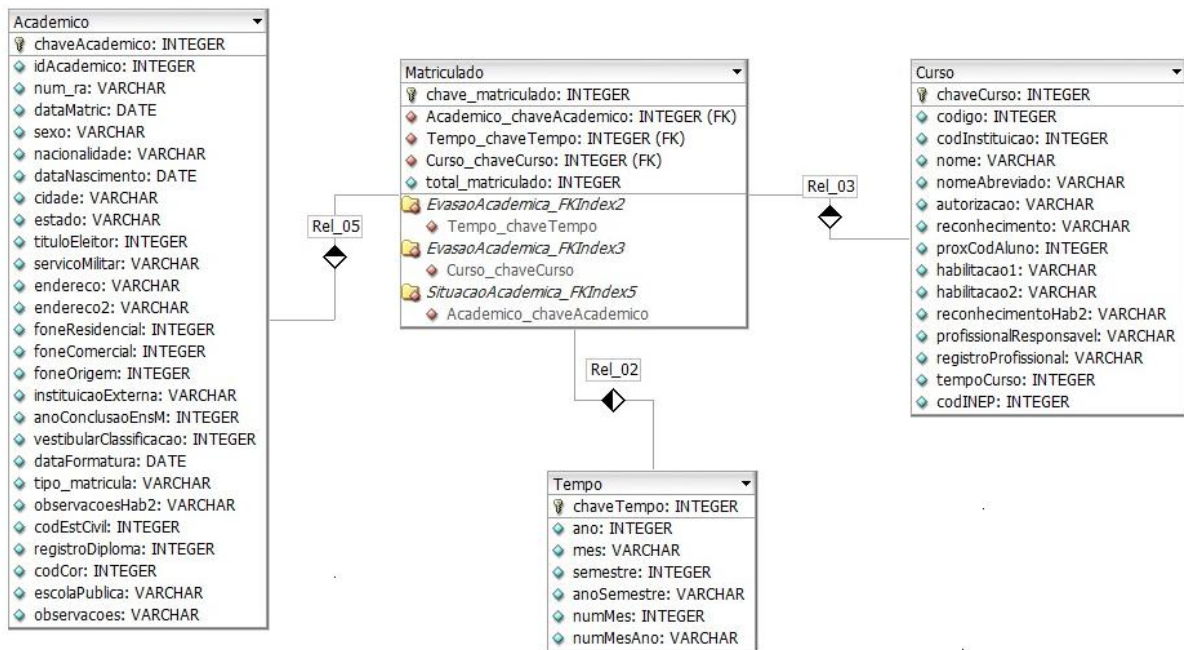 Academico
chaveAcademico: INTEGER
idAcademico: INTEGER
num_ra: VARCHAR
dataMatric: DATE
sexo: VARCHAR
nacionalidade: VARCHAR
dataNascimento: DATE
cidade: VARCHAR
estado: VARCHAR
tituloEleitor: INTEGER
servicoMilitar: VARCHAR
endereco: VARCHAR
endereco2: VARCHAR
foneResidencial: INTEGER
foneComercial: INTEGER
foneOrigem: INTEGER
instituicaoExterna: VARCHAR
anoConclusaoEnsM: INTEGER
vestibularClassificacao: INTEGER
dataFormatura: DATE
tipo_matricula: VARCHAR
observacoesHab2: VARCHAR
codEstCivil: INTEGER
registroDiploma: INTEGER
codCor: INTEGER
escolaPublica: VARCHAR
observacoes: VARCHAR
Rel_05
Matriculado
chave_matriculado: INTEGER
Academico_chaveAcademico: INTEGER (FK)
Tempo_chaveTempo: INTEGER (FK)
Curso_chaveCurso: INTEGER (FK)
total_matriculado: INTEGER
EvasaoAcademica_FKIndex2
Tempo_chaveTempo
EvasaoAcademica_FKIndex3
Curso_chaveCurso
SituacaoAcademica_FKIndex5
Academico_chaveAcademico
Rel_02
Tempo
chaveTempo: INTEGER
ano: INTEGER
mes: VARCHAR
semestre: INTEGER
anoSemestre: VARCHAR
numMes: INTEGER
numMesAno: VARCHAR
Rel_03
Curso
chaveCurso: INTEGER
codigo: INTEGER
codInstituicao: INTEGER
nome: VARCHAR
nomeAbreviado: VARCHAR
autorizacao: VARCHAR
reconhecimento: VARCHAR
proxCodAluno: INTEGER
habilitacao1: VARCHAR
habilitacao2: VARCHAR
reconhecimentoHab2: VARCHAR
profissionalResponsavel: VARCHAR
registroProfissional: VARCHAR
tempoCurso: INTEGER
codINEP: INTEGER